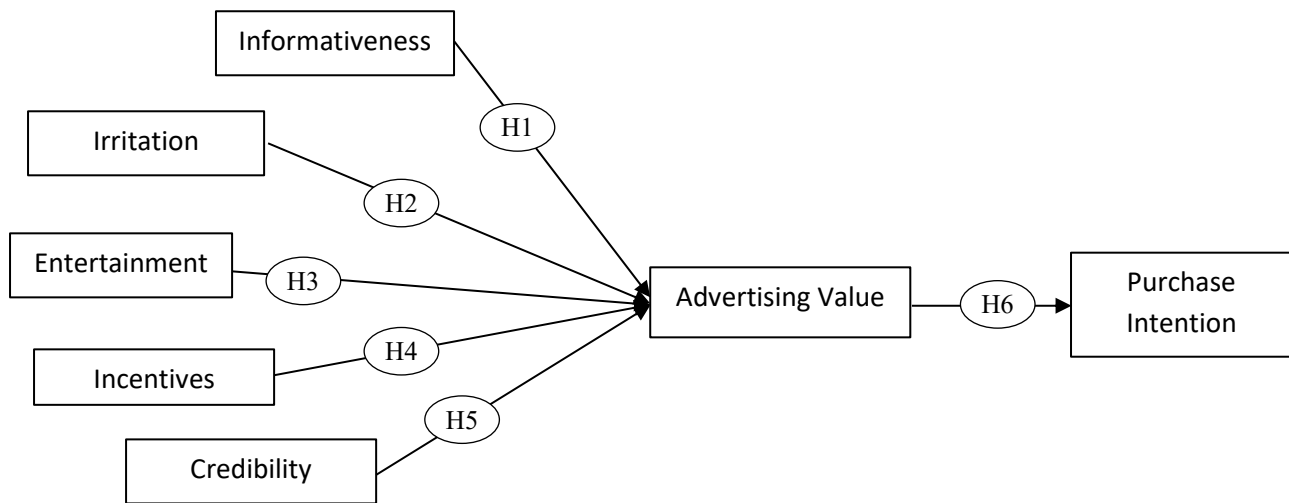 Informativeness
H1
Irritation
H2
Entertainment
H3
Advertising Value
H6
Purchase
Intention
Incentives
H4
Credibility
H5